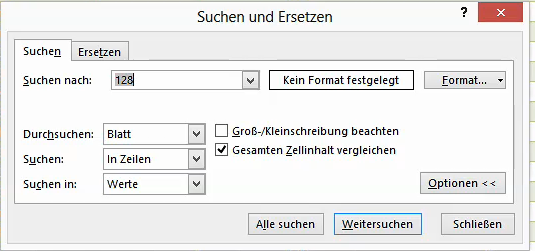 Suchen und Ersetzen
? X
Suchen Ersetzen
Suchen nach: 128 Kein Format festgelegt Format...
Durchsuchen: Blatt Groß-/Kleinschreibung beachten
Suchen: In Zeilen Gesamten Zellinhalt vergleichen
Suchen in: Werte Optionen <<
Alle suchen Weitersuchen Schließen